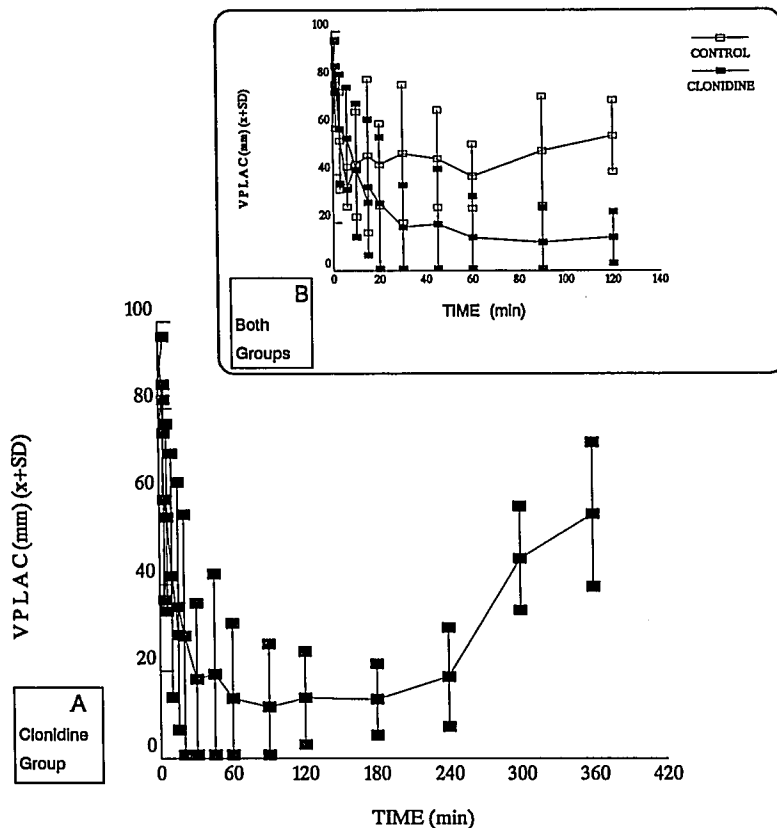 100
80
60
40
20
0
VPLAC (mm) (x+SD)
CONTROL
CLONIDINE
0 20 40 60 80 100 120 140
TIME (min)
B
Both
Groups
100
80
60
40
20
0
VPLAC (mm) (x+SD)
A
Clonidine
Group
0 60 120 180 240 300 360 420
TIME (min)